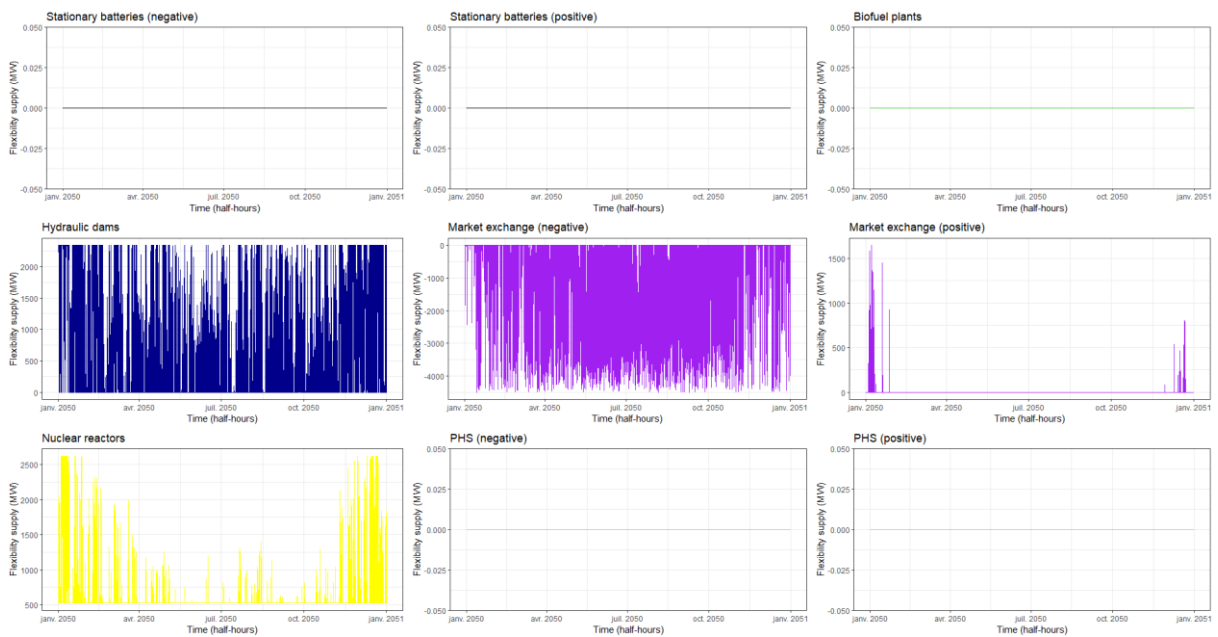 Stationary batteries (negative)
Flexibility supply (MW)
0.050
0.025
0.000
-0.025
-0.050
janv. 2050 avr. 2050 juil. 2050 oct. 2050 janv. 2051
Time (half-hours)
Stationary batteries (positive)
Flexibility supply (MW)
0.050
0.025
0.000
-0.025
-0.050
janv. 2050 avr. 2050 juil. 2050 oct. 2050 janv. 2051
Time (half-hours)
Biofuel plants
Flexibility supply (MW)
0.050
0.025
0.000
-0.025
-0.050
janv. 2050 avr. 2050 juil. 2050 oct. 2050 janv. 2051
Time (half-hours)
Hydraulic dams
Flexibility supply (MW)
2000
1500
1000
500
0
janv. 2050 avr. 2050 juil. 2050 oct. 2050 janv. 2051
Time (half-hours)
Market exchange (negative)
Flexibility supply (MW)
0
-1000
-2000
-3000
-4000
janv. 2050 avr. 2050 juil. 2050 oct. 2050 janv. 2051
Time (half-hours)
Market exchange (positive)
Flexibility supply (MW)
1500
1000
500
0
janv. 2050 avr. 2050 juil. 2050 oct. 2050 janv. 2051
Time (half-hours)
Nuclear reactors
Flexibility supply (MW)
2500
2000
1500
1000
500
janv. 2050 avr. 2050 juil. 2050 oct. 2050 janv. 2051
Time (half-hours)
PHS (negative)
Flexibility supply (MW)
0.050
0.025
0.000
-0.025
-0.050
janv. 2050 avr. 2050 juil. 2050 oct. 2050 janv. 2051
Time (half-hours)
PHS (positive)
Flexibility supply (MW)
0.050
0.025
0.000
-0.025
-0.050
janv. 2050 avr. 2050 juil. 2050 oct. 2050 janv. 2051
Time (half-hours)